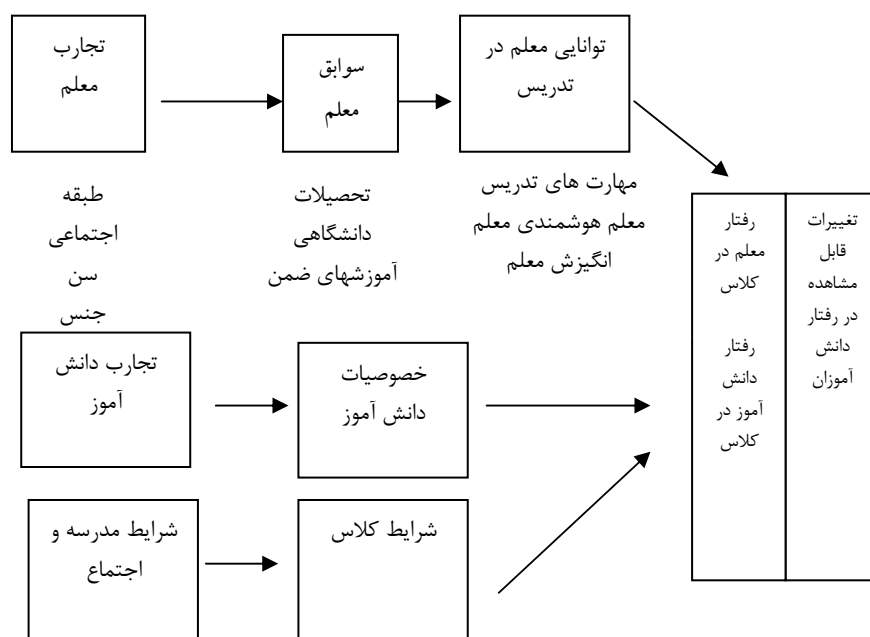 تجارب
معلم
سوابق
معلم
توانایی معلم در
تدریس
طبقه
اجتماعی
سن
جنس
تحصیلات
دانشگاهی
آموزشهای ضمن
مهارت های تدریس
معلم هوشمندی معلم
انگیزش معلم
رفتار
معلم در
کلاس
رفتار
دانش
آموز در
کلاس
تغییرات
قابل
مشاهده
در رفتار
دانش
آموزان
تجارب دانش
آموز
خصوصیات
دانش آموز
شرایط مدرسه و
اجتماع
شرایط کلاس